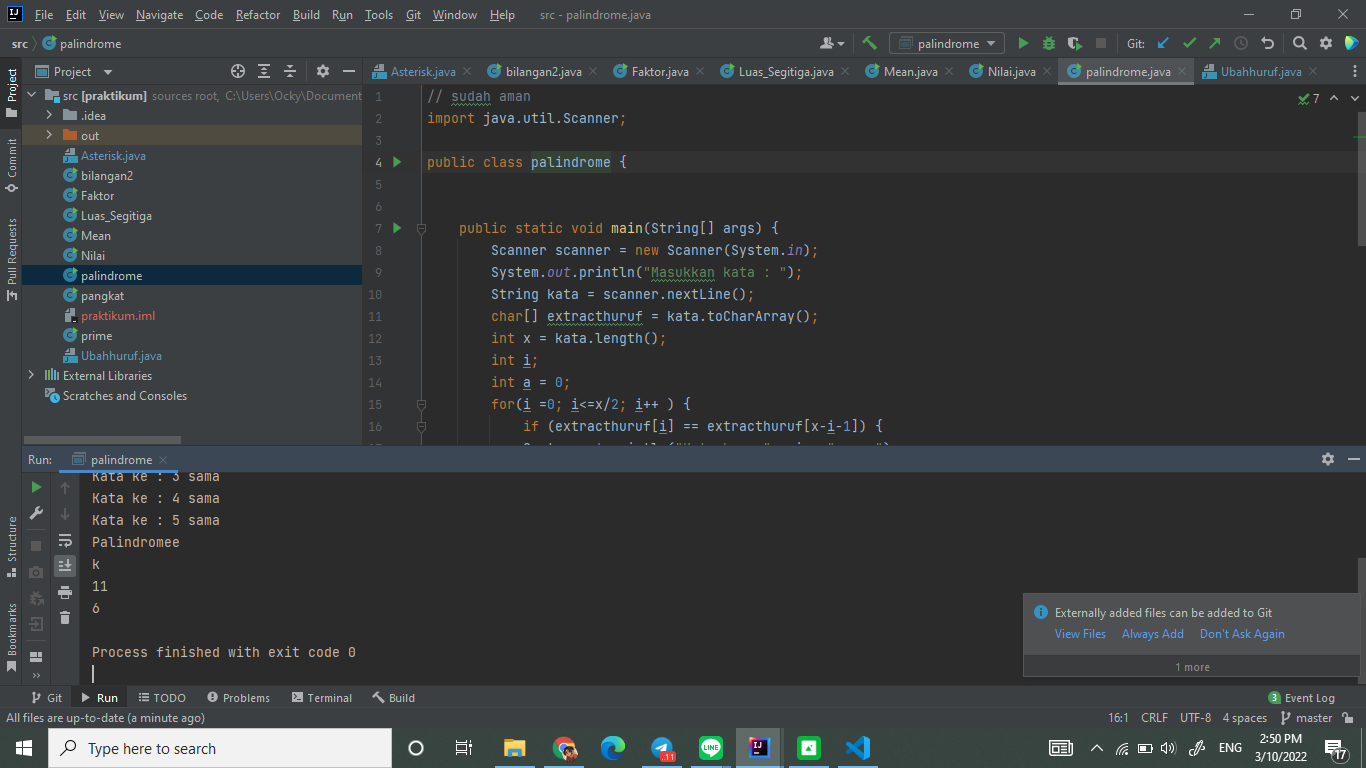 File Edit View Navigate Code Refactor Build Run Tools Git Window Help src - palindrome.java
src palindrome
palindrome Git:
Project
Asterisk.java bilangan2.java Faktor.java Luas_Segitiga.java Mean.java Nilai.java palindrome.java Ubahhuruf.java
Project
Commit
Pull Requests
src [praktikum] sources root, C:\Users\Ocky\Document
.idea
out
Asterisk.java
bilangan2
Faktor
Luas_Segitiga
Mean
Nilai
palindrome
pangkat
praktikum.iml
prime
Ubahhuruf.java
External Libraries
Scratches and Consoles
7
1 // sudah aman
2 import java.util.Scanner;
3
4 public class palindrome {
5
6
7 public static void main(String[] args) {
8 Scanner scanner = new Scanner(System.in);
9 System.out.println("Masukkan kata : ");
10 String kata = scanner.nextLine();
11 char[] extracthuruf = kata.toCharArray();
12 int x = kata.length();
13 int i;
14 int a = 0;
15 for(i =0; i<=x/2; i++ ) {
16 if (extracthuruf[i] == extracthuruf[x-i-1]) {
Run: palindrome
Structure
Bookmarks
Kata ke : 3 sama
Kata ke : 4 sama
Kata ke : 5 sama
Palindromee
k
11
6
Process finished with exit code 0
Externally added files can be added to Git
View Files Always Add Don't Ask Again
1 more
Git Run TODO Problems Terminal Build
3 Event Log
All files are up-to-date (a minute ago)
16:1 CRLF UTF-8 4 spaces master
Type here to search
LINE
IJ
ENG
2:50 PM
3/10/2022
17